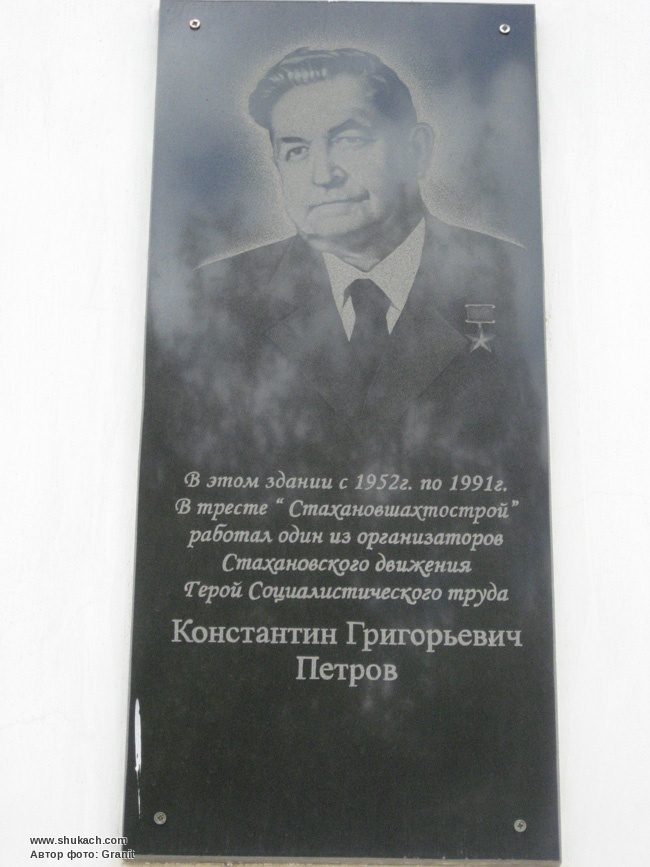 В этом здании с 1952г. по 1991г.
В тресте “ Стахановшахтострой”
работал один из организаторов
Стахановского движения
Герой Социалистического труда
Константин Григорьевич
Петров
www.shukach.com
Автор фото: Granit